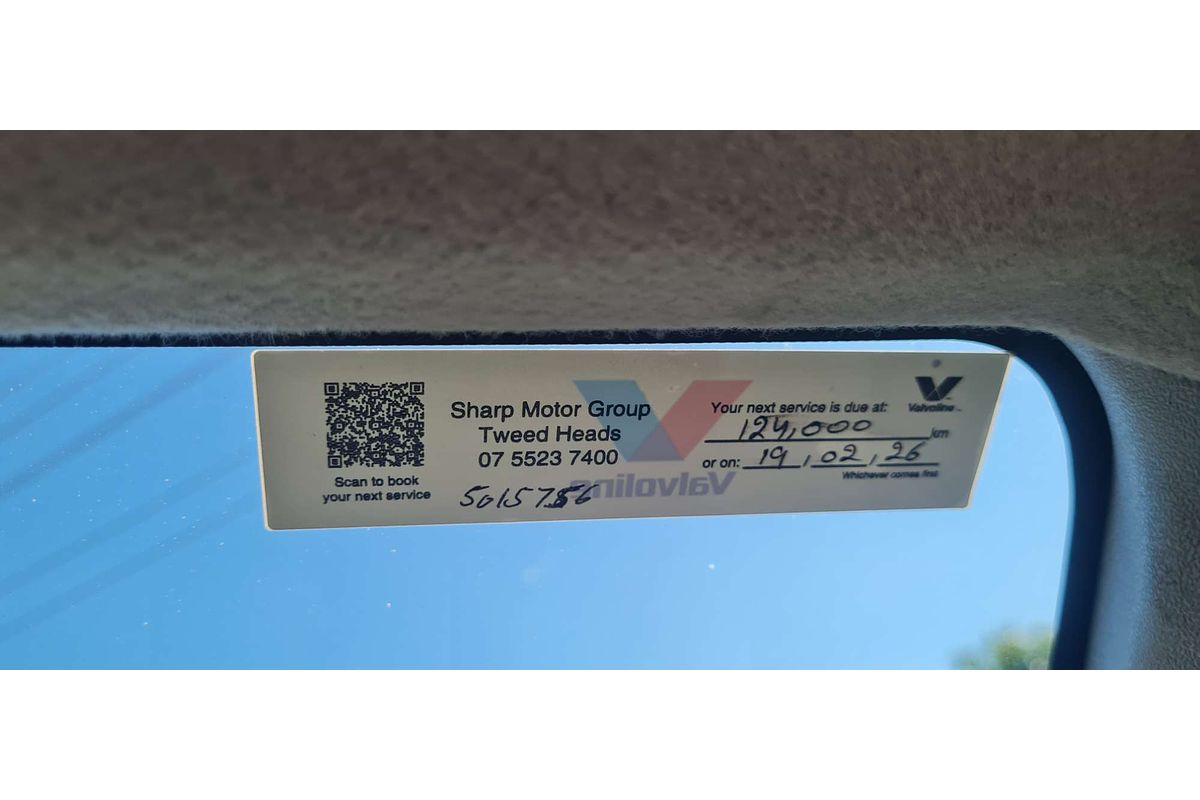 Scan to book
your next service
Sharp Motor Group
Tweed Heads
07 5523 7400
5015756
Valvoline
Your next service is due at:
124,000 km
or on: 19, 02, 26
Whichever comes first
Valvoline